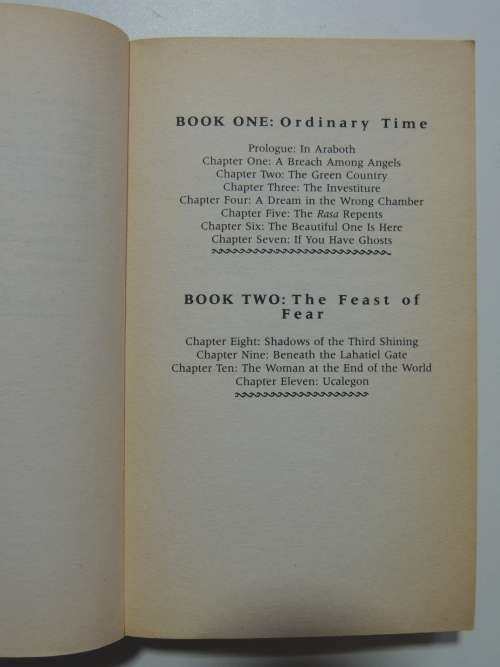 BOOK ONE: Ordinary Time
Prologue: In Araboth
Chapter One: A Breach Among Angels
Chapter Two: The Green Country
Chapter Three: The Investiture
Chapter Four: A Dream in the Wrong Chamber
Chapter Five: The Rasa Repents
Chapter Six: The Beautiful One Is Here
Chapter Seven: If You Have Ghosts
BOOK TWO: The Feast of
Fear
Chapter Eight: Shadows of the Third Shining
Chapter Nine: Beneath the Lahatiel Gate
Chapter Ten: The Woman at the End of the World
Chapter Eleven: Ucalegon